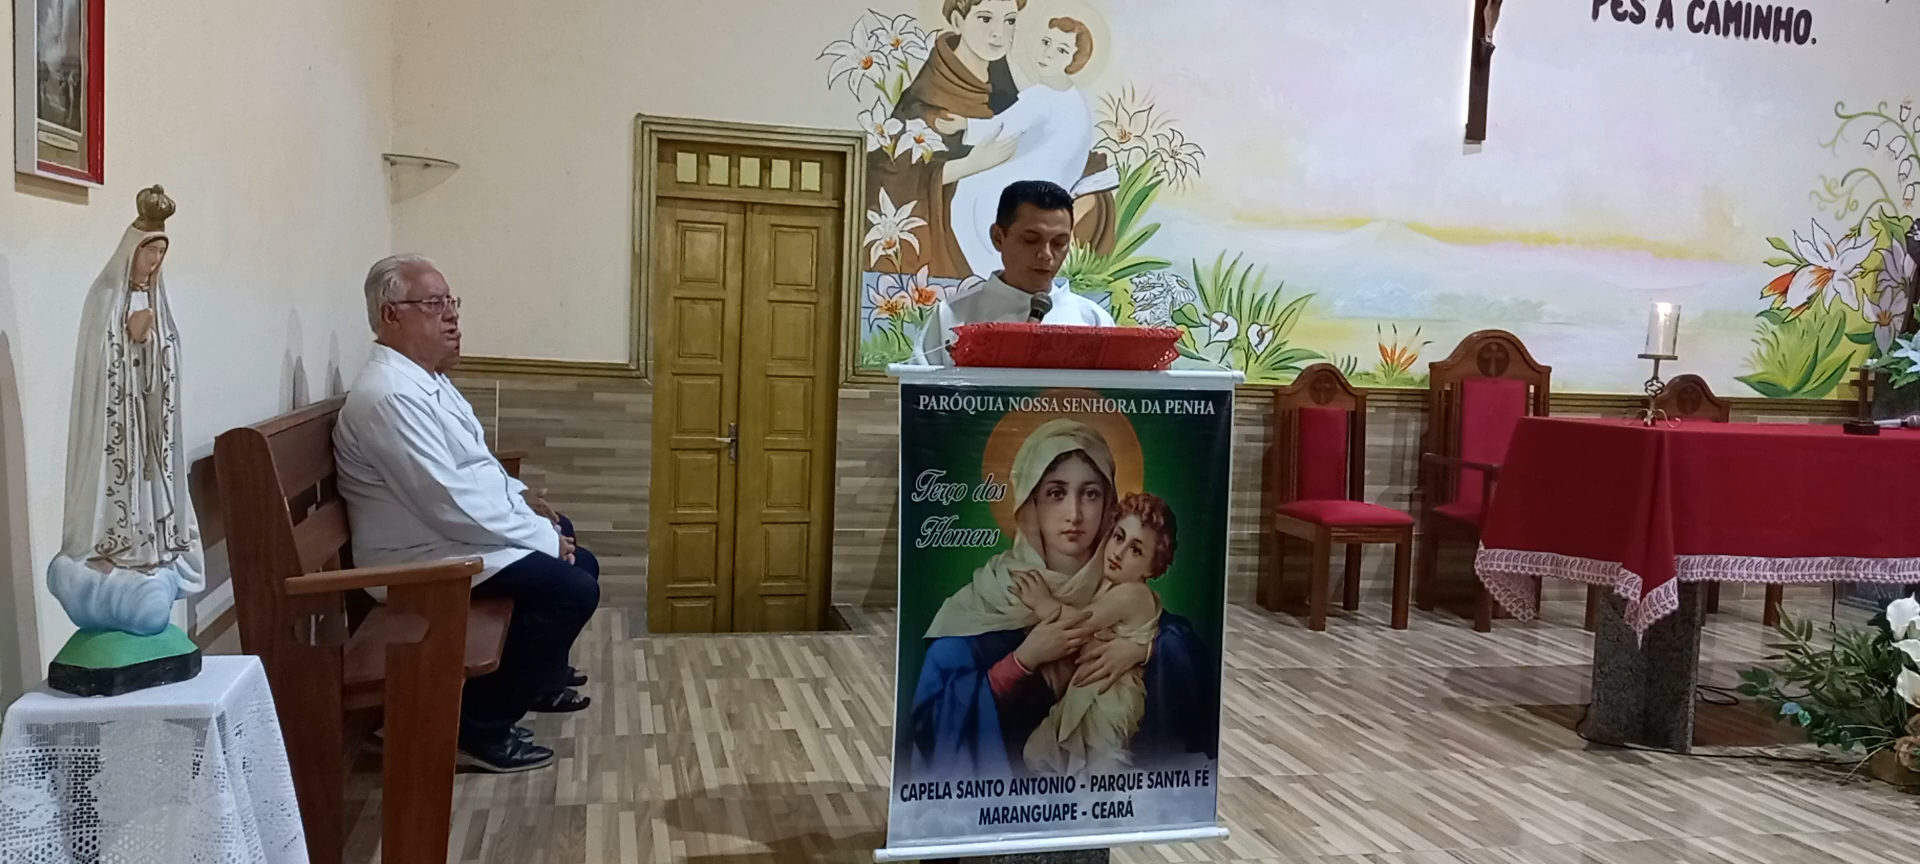 PÉS A CAMINHO.
PARÓQUIA NOSSA SENHORA DA PENHA
Terço dos
Homens
CAPELA SANTO ANTONIO - PARQUE SANTA FÉ
MARANGUAPE - CEARÁ